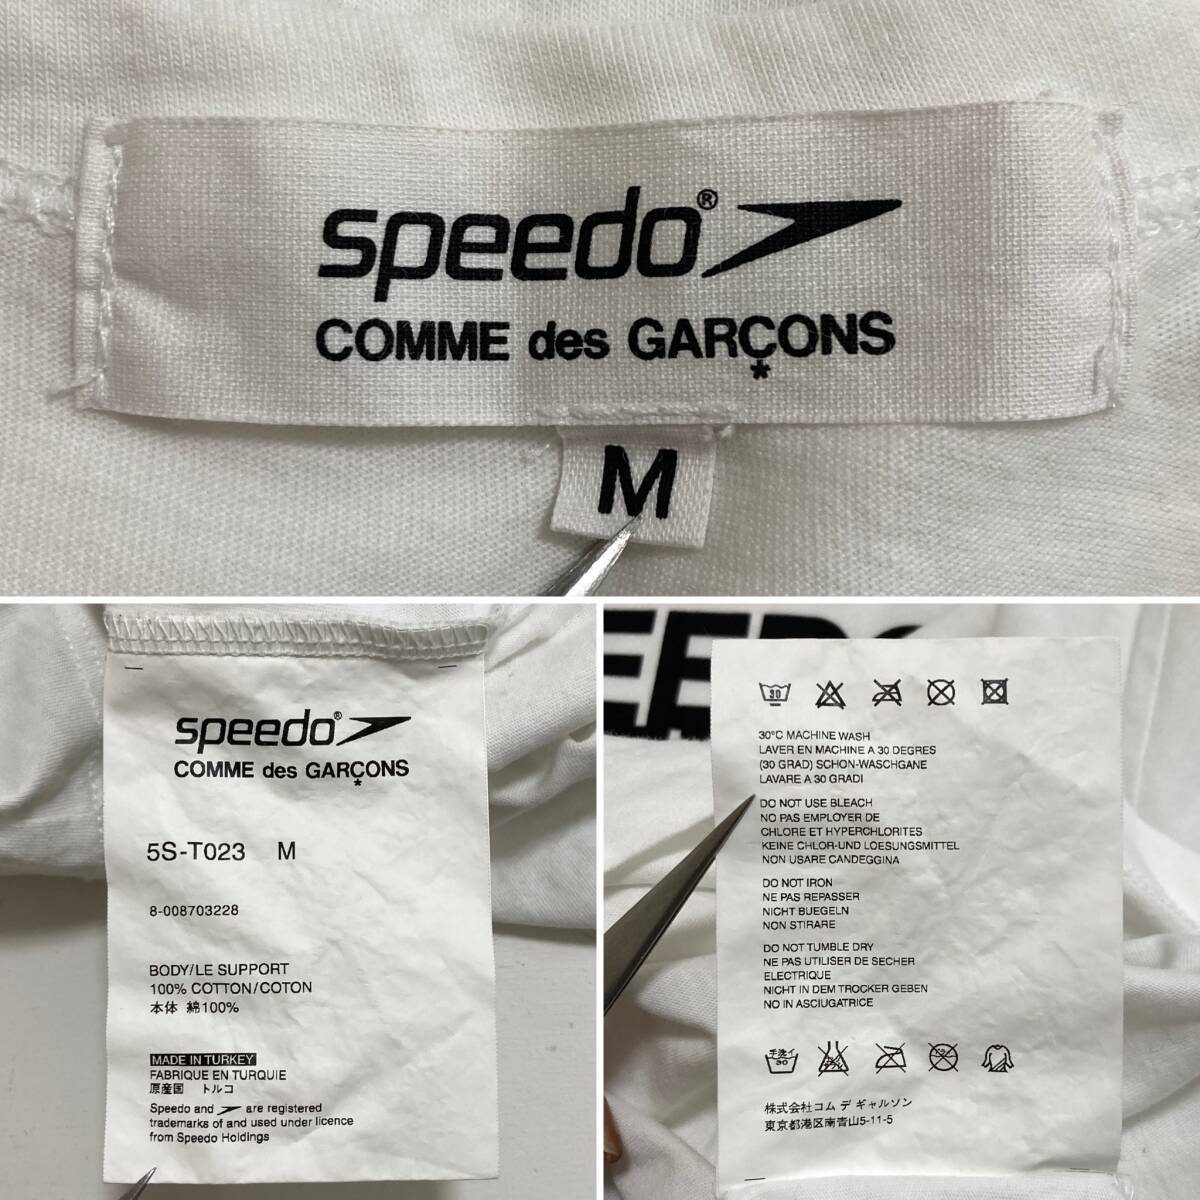 speedo®
COMME des GARÇONS
M
speedo®
COMME des GARÇONS
5S-T023 M
8-008703228
BODY/LE SUPPORT
100% COTTON/COTON
本体 綿100%
MADE IN TURKEY
FABRIQUE EN TURQUIE
原産国 トルコ
Speedo and are registered
trademarks of and used under licence
from Speedo Holdings
30
30°C MACHINE WASH
LAVER EN MACHINE A 30 DEGRES
(30 GRAD) SCHON-WASCHGANE
LAVARE A 30 GRADI
DO NOT USE BLEACH
NO PAS EMPLOYER DE
CHLORE ET HYPERCHLORITES
KEINE CHLOR-UND LOESUNGSMITTEL
NON USARE CANDEGGINA
DO NOT IRON
NE PAS REPASSER
NICHT BUEGELN
NON STIRARE
DO NOT TUMBLE DRY
NE PAS UTILISER DE SECHER
ELECTRIQUE
NICHT IN DEM TROCKER GEBEN
NO IN ASCIUGATRICE
手洗イ
30
株式会社コム デ ギャルソン
東京都港区南青山5-11-5